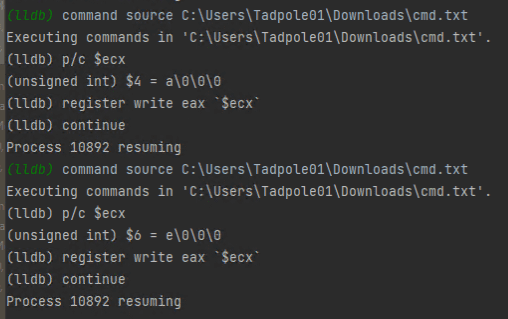 (lldb) command source C:\Users\Tadpole01\Downloads\cmd.txt
Executing commands in 'C:\Users\Tadpole01\Downloads\cmd.txt'.
(lldb) p/c $ecx
(unsigned int) $4 = a\0\0\0
(lldb) register write eax `$ecx`
(lldb) continue
Process 10892 resuming
(lldb) command source C:\Users\Tadpole01\Downloads\cmd.txt
Executing commands in 'C:\Users\Tadpole01\Downloads\cmd.txt'.
(lldb) p/c $ecx
(unsigned int) $6 = e\0\0\0
(lldb) register write eax `$ecx`
(lldb) continue
Process 10892 resuming